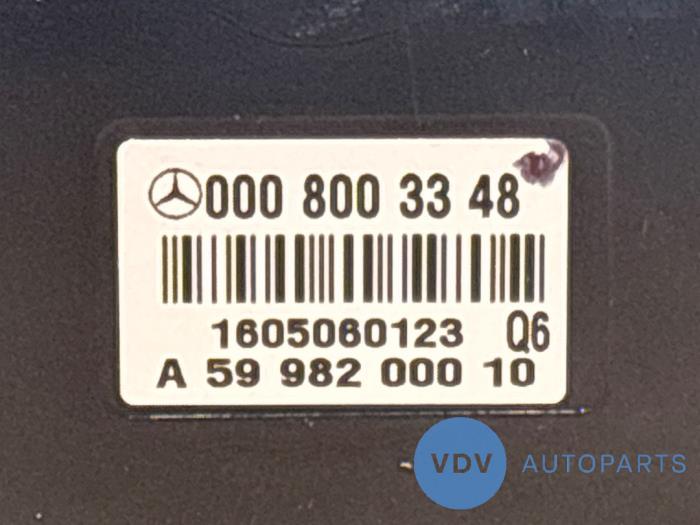 000 800 33 48
1605060123 Q6
A 59 982 000 10
VDV AUTOPARTS